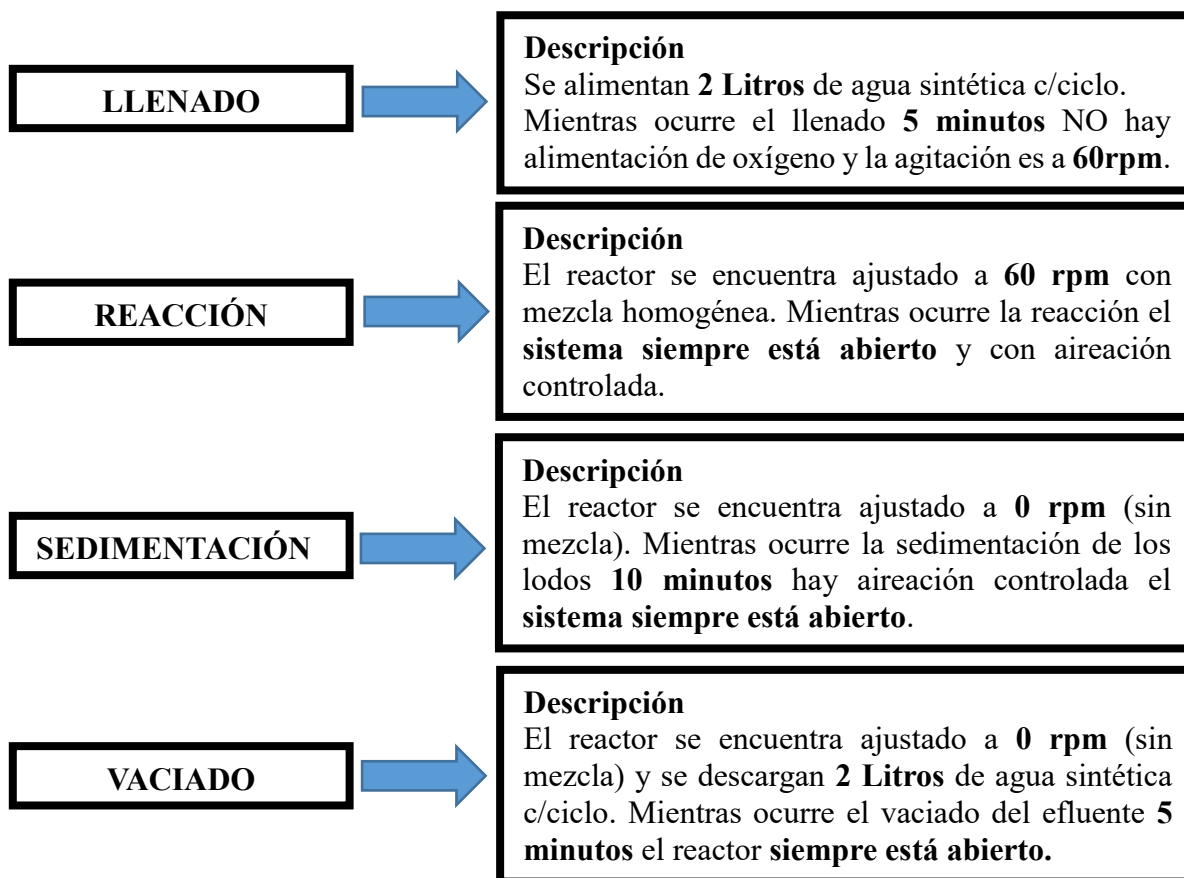 LLENADO
Descripción
Se alimentan 2 Litros de agua sintética c/ciclo.
Mientras ocurre el llenado 5 minutos NO hay
alimentación de oxígeno y la agitación es a 60rpm.
REACCIÓN
Descripción
El reactor se encuentra ajustado a 60 rpm con
mezcla homogénea. Mientras ocurre la reacción el
sistema siempre está abierto y con aireación
controlada.
SEDIMENTACIÓN
Descripción
El reactor se encuentra ajustado a 0 rpm (sin
mezcla). Mientras ocurre la sedimentación de los
lodos 10 minutos hay aireación controlada el
sistema siempre está abierto.
VACIADO
Descripción
El reactor se encuentra ajustado a 0 rpm (sin
mezcla) y se descargan 2 Litros de agua sintética
c/ciclo. Mientras ocurre el vaciado del efluente 5
minutos el reactor siempre está abierto.